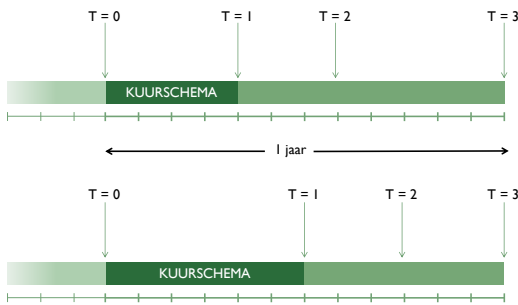 T = 0 T = 1 T = 2 T = 3
KUURSCHEMA
1 jaar
T = 0 T = 1 T = 2 T = 3
KUURSCHEMA